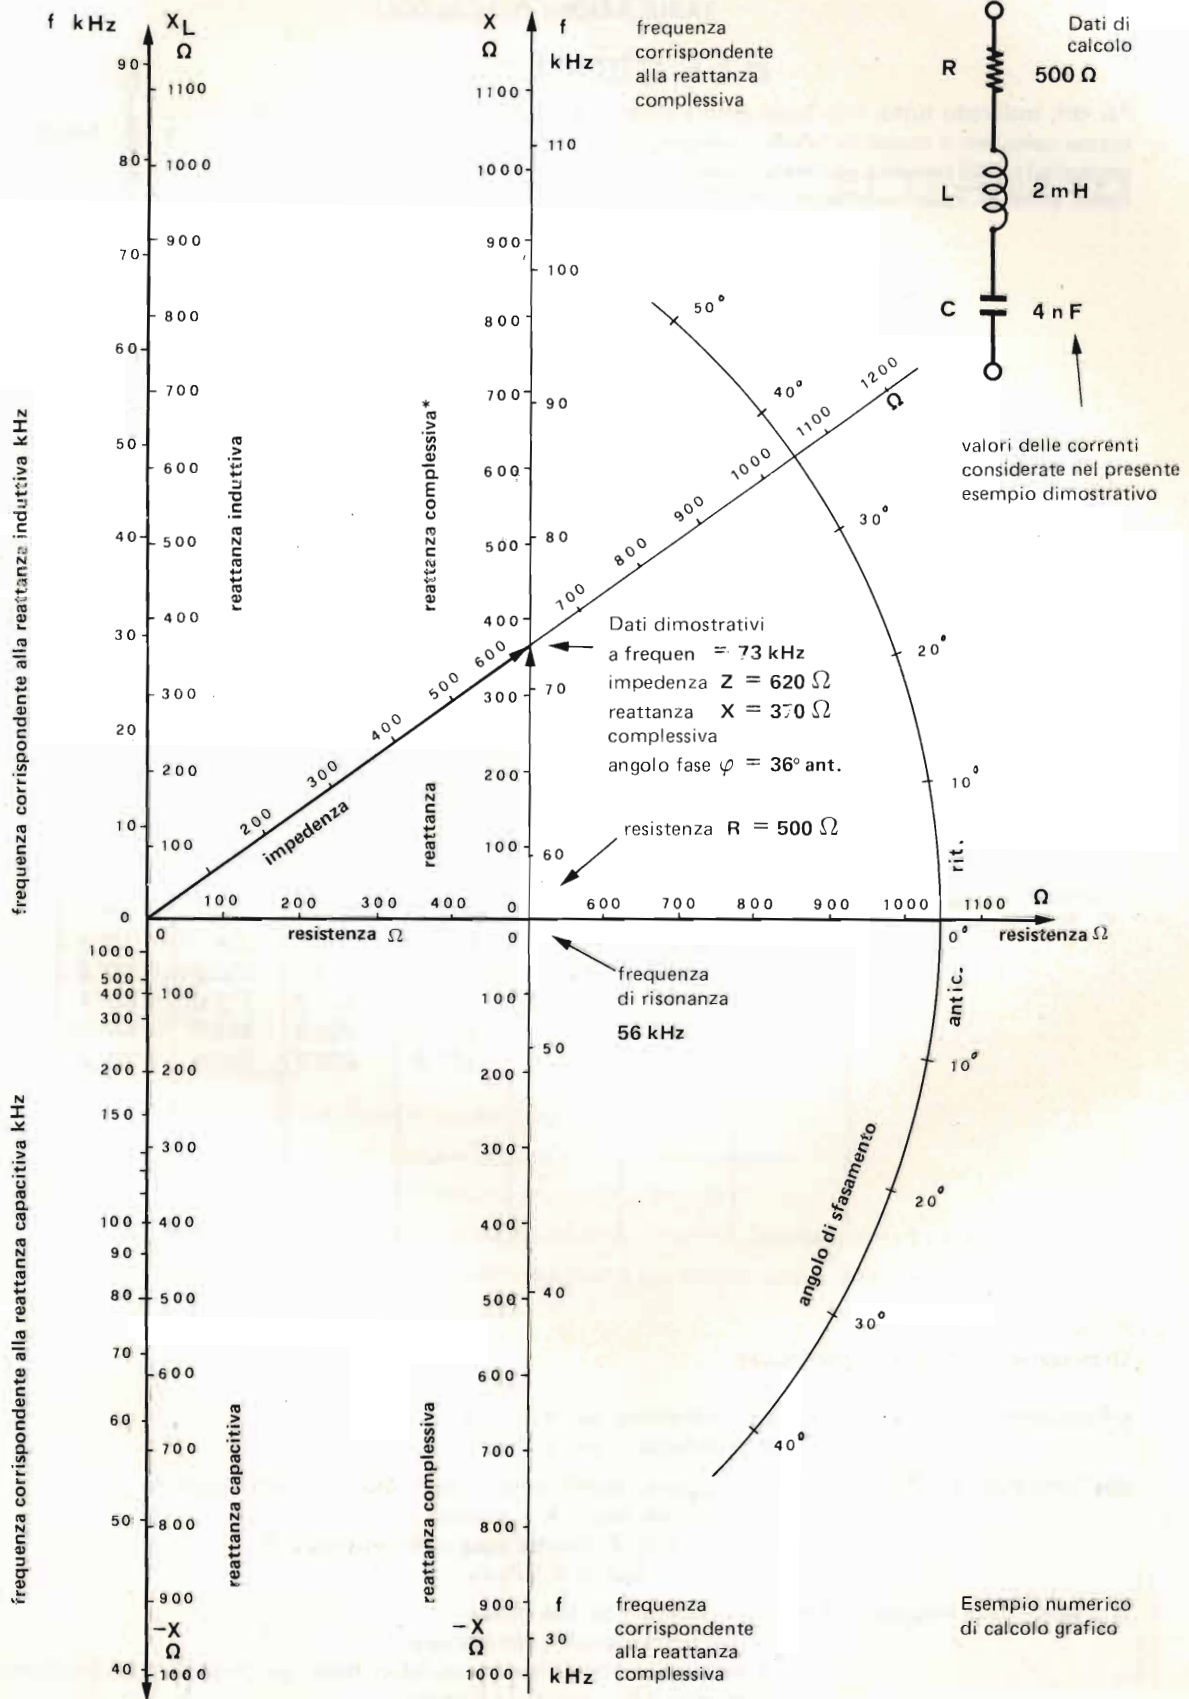 f kHz
X_L
Ω
X
Ω
f
kHz
frequenza
corrispondente
alla reattanza
complessiva
Dati di
calcolo
R
500 Ω
L
2 mH
C
4 nF
valori delle correnti
considerate nel presente
esempio dimostrativo
90
80
70
60
50
40
30
20
10
0
1100
1000
900
800
700
600
500
400
300
200
100
0
1100
1000
900
800
700
600
500
400
300
200
100
0
110
100
90
80
70
60
frequenza corrispondente alla reattanza induttiva kHz
reattanza induttiva
reattanza complessiva*
reattanza
200
300
400
500
600
700
800
900
1000
1100
1200
Ω
impedenza
50°
40°
30°
20°
10°
rit.
Dati dimostrativi
a frequen = 73 kHz
impedenza Z = 620 Ω
reattanza X = 370 Ω
complessiva
angolo fase φ = 36° ant.
resistenza R = 500 Ω
100
200
300
400
600
700
800
900
1000
1100
Ω
resistenza Ω
0°
resistenza Ω
frequenza
di risonanza
56 kHz
antic.
10°
20°
30°
40°
angolo di sfasamento
1000
500
400
300
200
150
100
90
80
70
60
50
40
100
200
300
400
500
600
700
800
900
1000
0
100
200
300
400
500
600
700
800
900
1000
50
40
30
frequenza corrispondente alla reattanza capacitiva kHz
reattanza capacitiva
reattanza complessiva
−X
Ω
−X
Ω
f
kHz
frequenza
corrispondente
alla reattanza
complessiva
Esempio numerico
di calcolo grafico